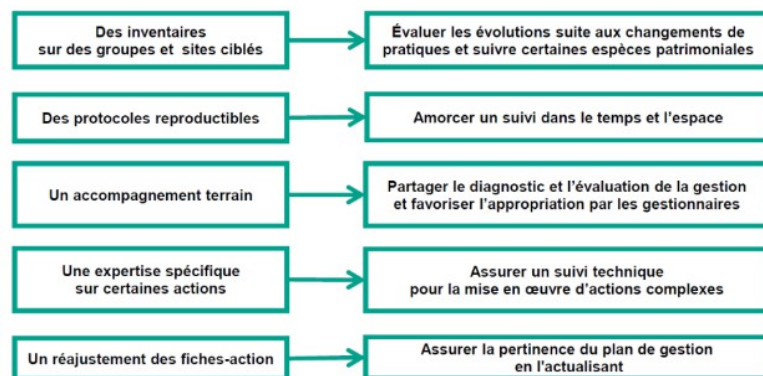 Des inventaires
sur des groupes et sites ciblés
Évaluer les évolutions suite aux changements de
pratiques et suivre certaines espèces patrimoniales
Des protocoles reproductibles
Amorcer un suivi dans le temps et l'espace
Un accompagnement terrain
Partager le diagnostic et l'évaluation de la gestion
et favoriser l'appropriation par les gestionnaires
Une expertise spécifique
sur certaines actions
Assurer un suivi technique
pour la mise en œuvre d'actions complexes
Un réajustement des fiches-action
Assurer la pertinence du plan de gestion
en l'actualisant